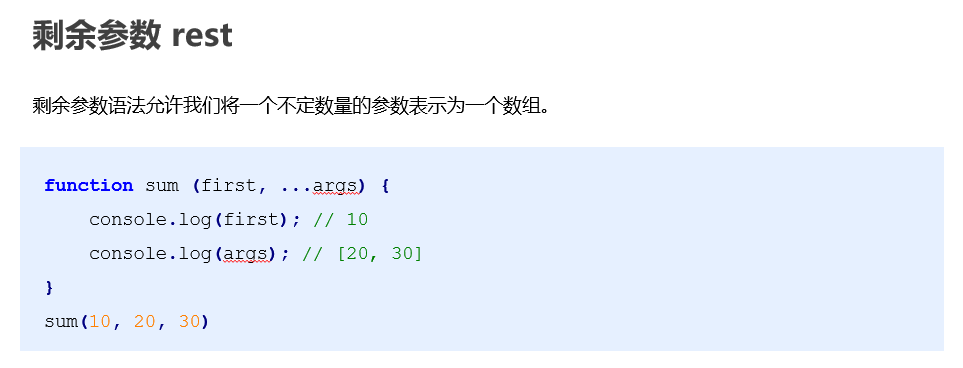 剩余参数 rest
剩余参数语法允许我们将一个不定数量的参数表示为一个数组。
function sum (first, ...args) {
    console.log(first); // 10
    console.log(args); // [20, 30]
}
sum(10, 20, 30)